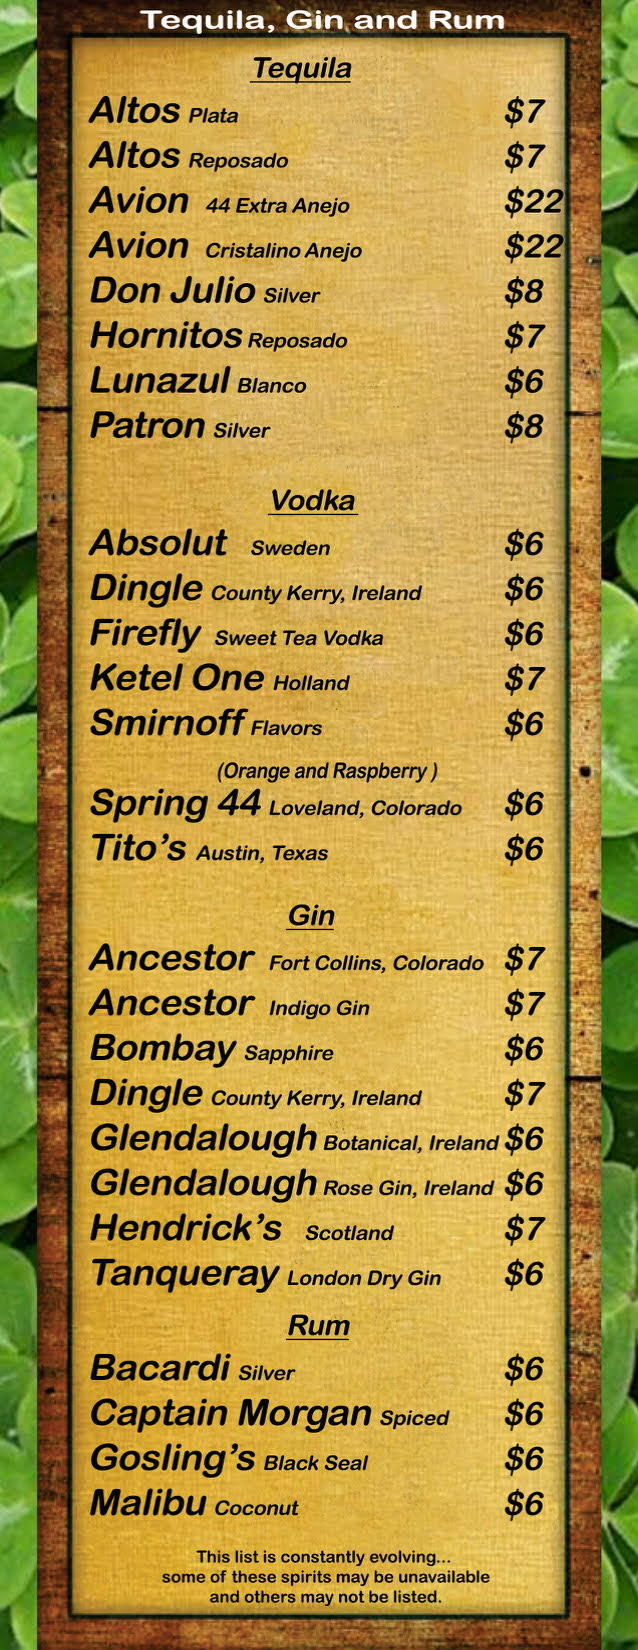 Tequila, Gin and Rum
Tequila
Altos Plata $7
Altos Reposado $7
Avion 44 Extra Anejo $22
Avion Cristalino Anejo $22
Don Julio Silver $8
Hornitos Reposado $7
Lunazul Blanco $6
Patron Silver $8
Vodka
Absolut Sweden $6
Dingle County Kerry, Ireland $6
Firefly Sweet Tea Vodka $6
Ketel One Holland $7
Smirnoff Flavors $6
(Orange and Raspberry )
Spring 44 Loveland, Colorado $6
Tito’s Austin, Texas $6
Gin
Ancestor Fort Collins, Colorado $7
Ancestor Indigo Gin $7
Bombay Sapphire $6
Dingle County Kerry, Ireland $7
Glendalough Botanical, Ireland $6
Glendalough Rose Gin, Ireland $6
Hendrick’s Scotland $7
Tanqueray London Dry Gin $6
Rum
Bacardi Silver $6
Captain Morgan Spiced $6
Gosling’s Black Seal $6
Malibu Coconut $6
This list is constantly evolving...
some of these spirits may be unavailable
and others may not be listed.